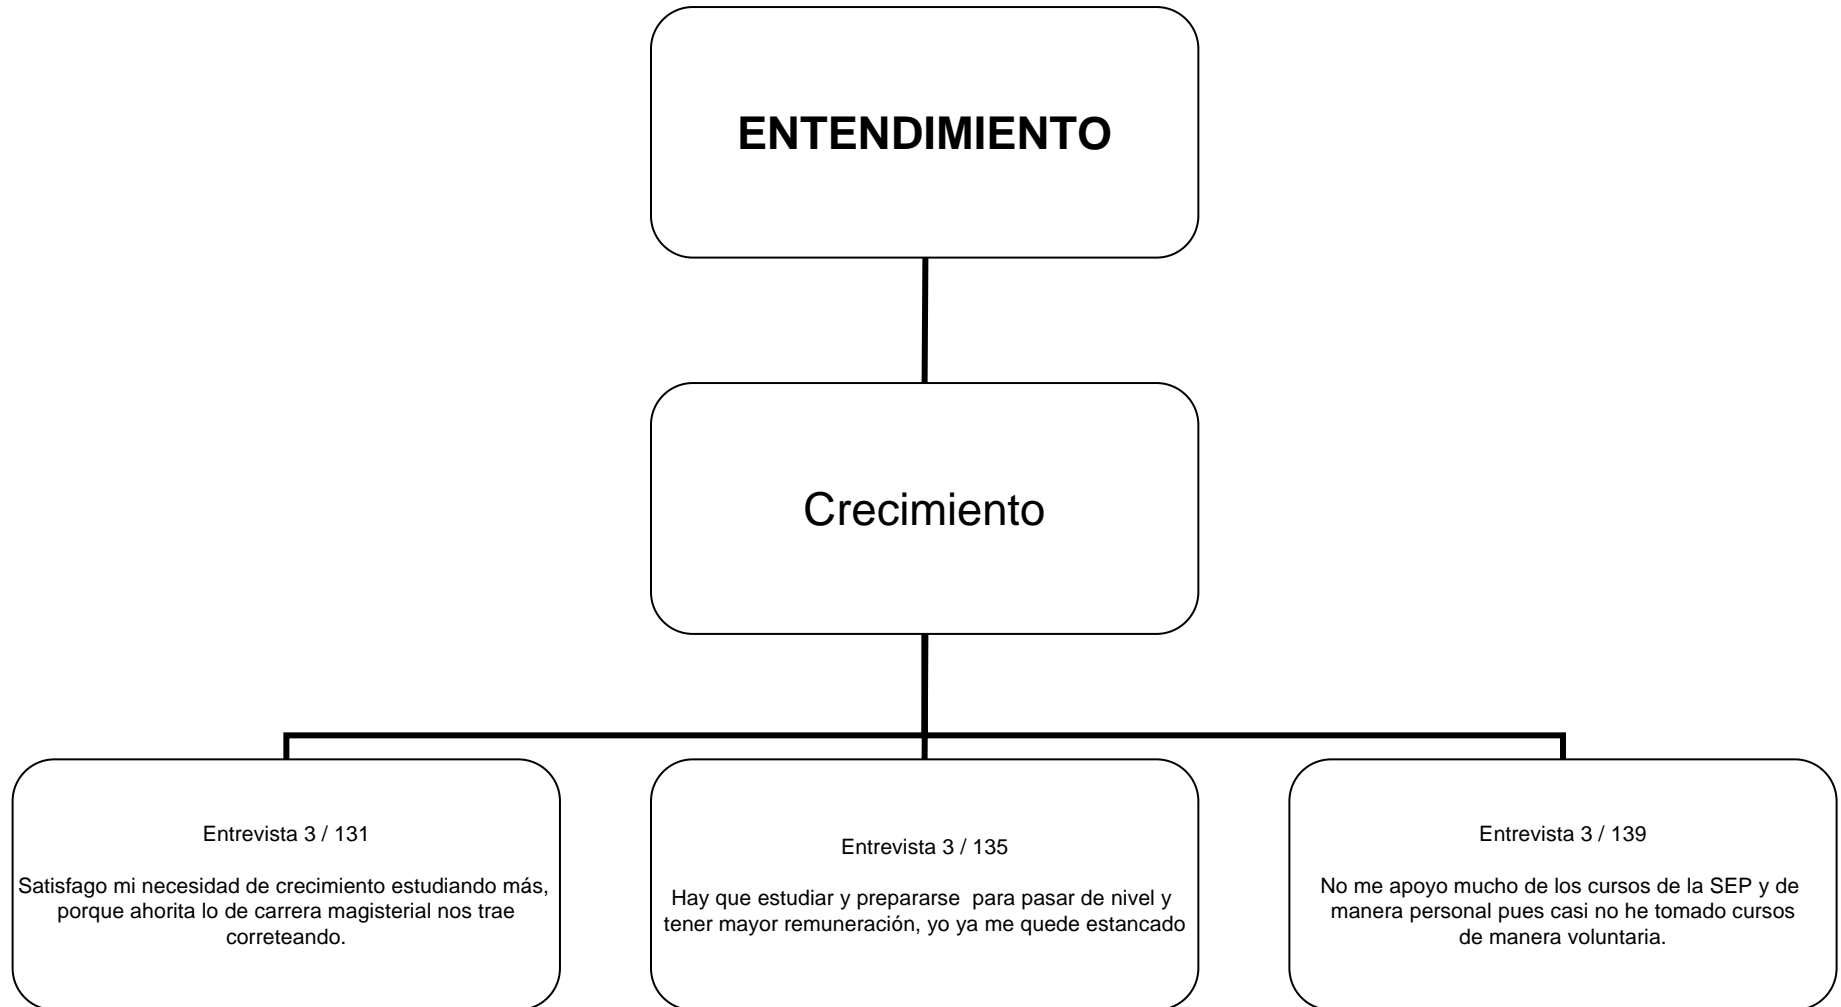 ENTENDIMIENTO
Crecimiento
Entrevista 3 / 131
Satisfago mi necesidad de crecimiento estudiando más,
porque ahorita lo de carrera magisterial nos trae
correteando.
Entrevista 3 / 135
Hay que estudiar y prepararse  para pasar de nivel y
tener mayor remuneración, yo ya me quede estancado
Entrevista 3 / 139
No me apoyo mucho de los cursos de la SEP y de
manera personal pues casi no he tomado cursos
de manera voluntaria.